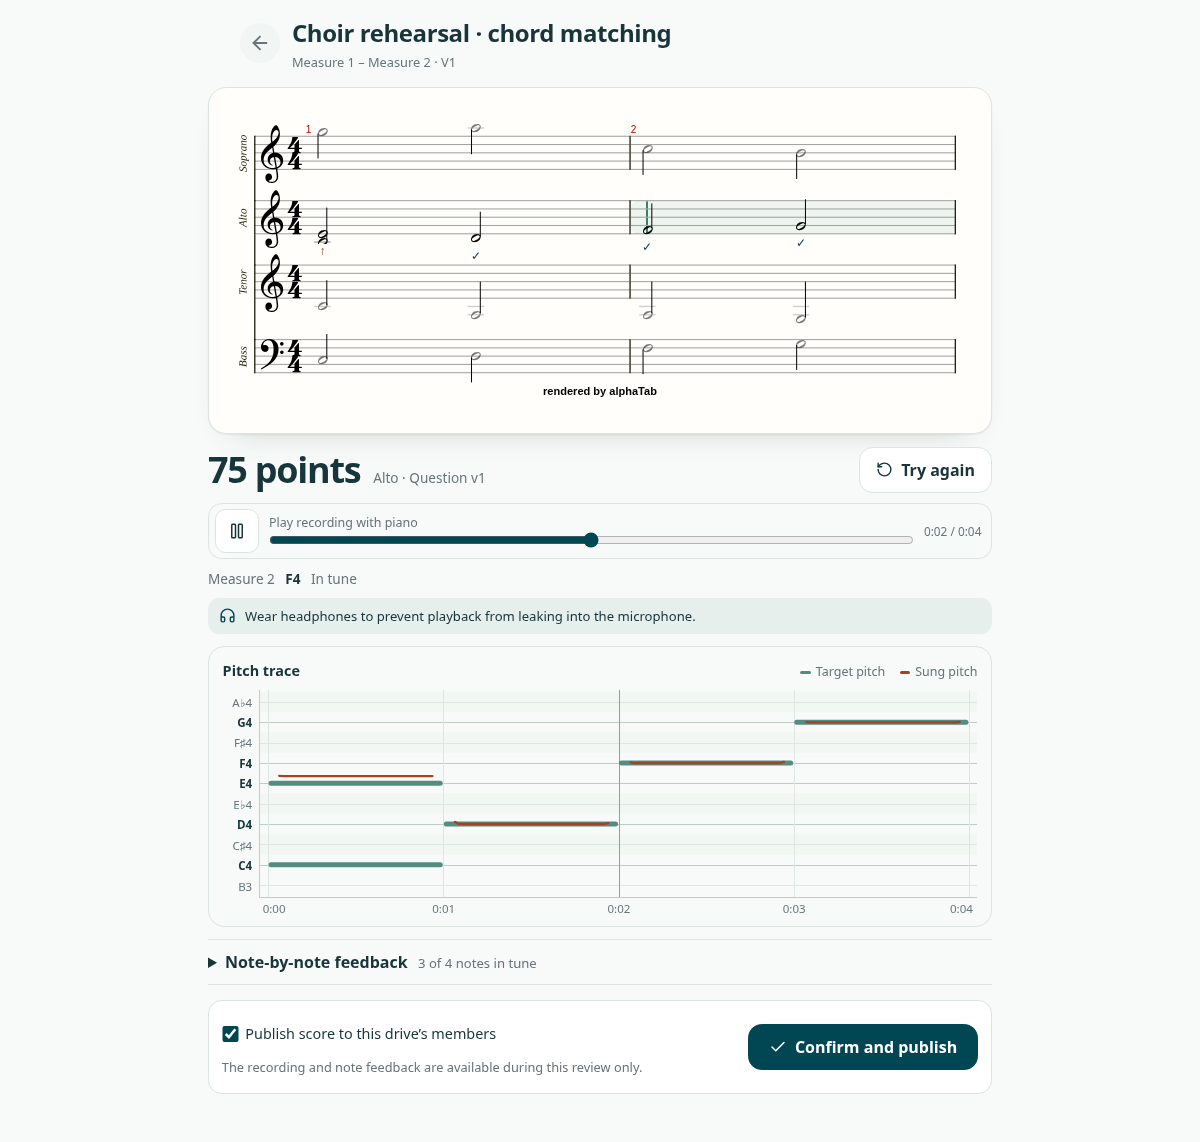 Choir rehearsal · chord matching
Measure 1 – Measure 2 · V1
1
2
Soprano
Alto
Tenor
Bass
rendered by alphaTab
75 points Alto · Question v1
Try again
Play recording with piano
0:02 / 0:04
Measure 2 F4 In tune
Wear headphones to prevent playback from leaking into the microphone.
Pitch trace
Target pitch Sung pitch
A♭4
G4
F♯4
F4
E4
E♭4
D4
C♯4
C4
B3
0:00 0:01 0:02 0:03 0:04
Note-by-note feedback 3 of 4 notes in tune
Publish score to this drive’s members
The recording and note feedback are available during this review only.
Confirm and publish